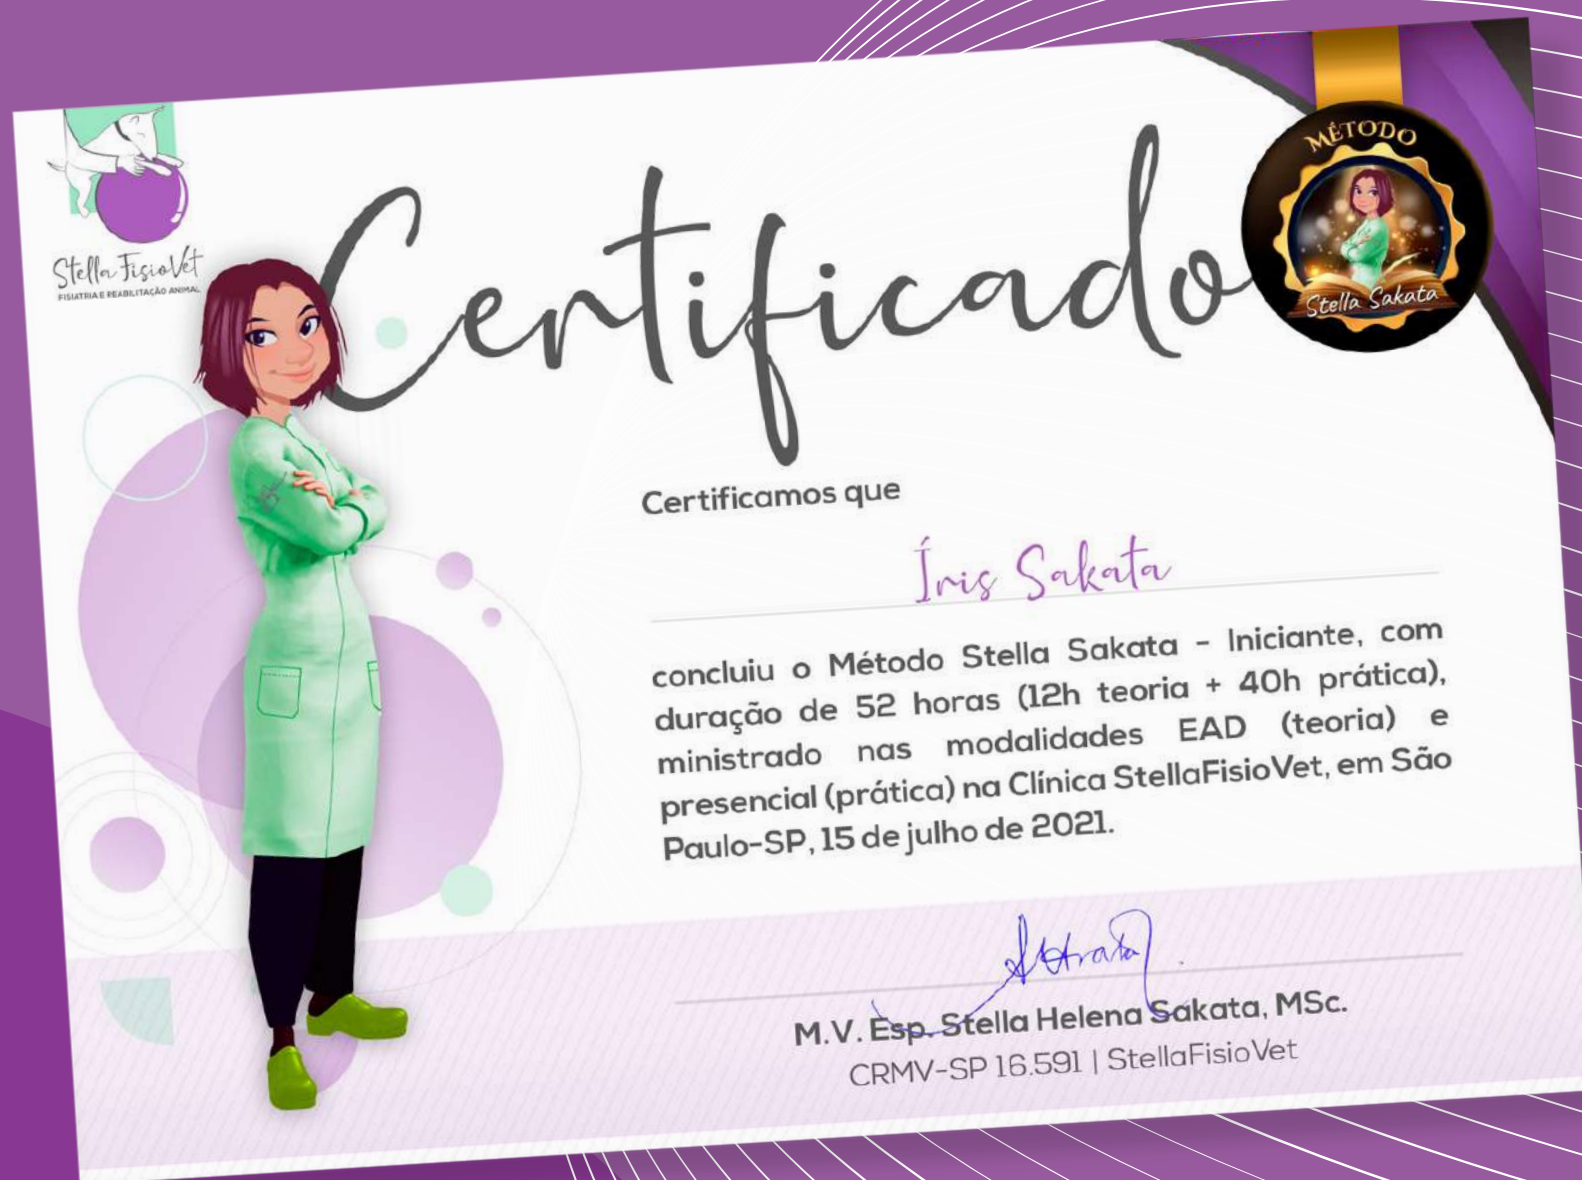 Stella FisioVet
FISIATRIA E REABILITAÇÃO ANIMAL
Certificado
MÉTODO
Stella Sakata
Certificamos que
Íris Sakata
concluiu o Método Stella Sakata - Iniciante, com
duração de 52 horas (12h teoria + 40h prática),
ministrado nas modalidades EAD (teoria) e
presencial (prática) na Clínica StellaFisioVet, em São
Paulo-SP, 15 de julho de 2021.
M.V. Esp. Stella Helena Sakata, MSc.
CRMV-SP 16.591 | StellaFisioVet